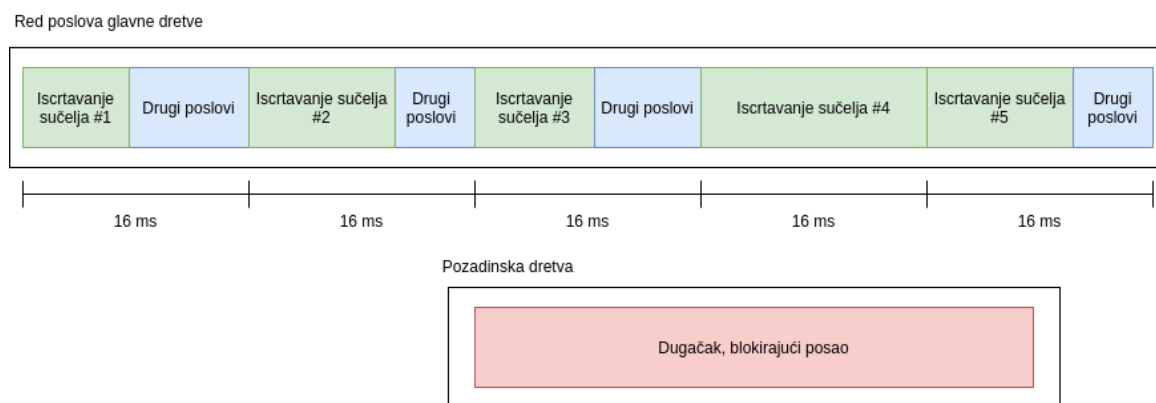 Red poslova glavne dretve
Iscrtavanje
sučelja #1
Drugi poslovi
Iscrtavanje sučelja
#2
Drugi
poslovi
Iscrtavanje
sučelja #3
Drugi poslovi
Iscrtavanje sučelja #4
Iscrtavanje sučelja
#5
Drugi
poslovi
16 ms
16 ms
16 ms
16 ms
16 ms
Pozadinska dretva
Dugačak, blokirajući posao